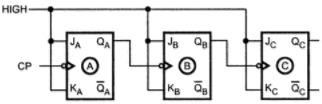 HIGH
J_A Q_A J_B Q_B J_C Q_C
CP A B C
K_A Q̅_A K_B Q̅_B K_C Q̅_C